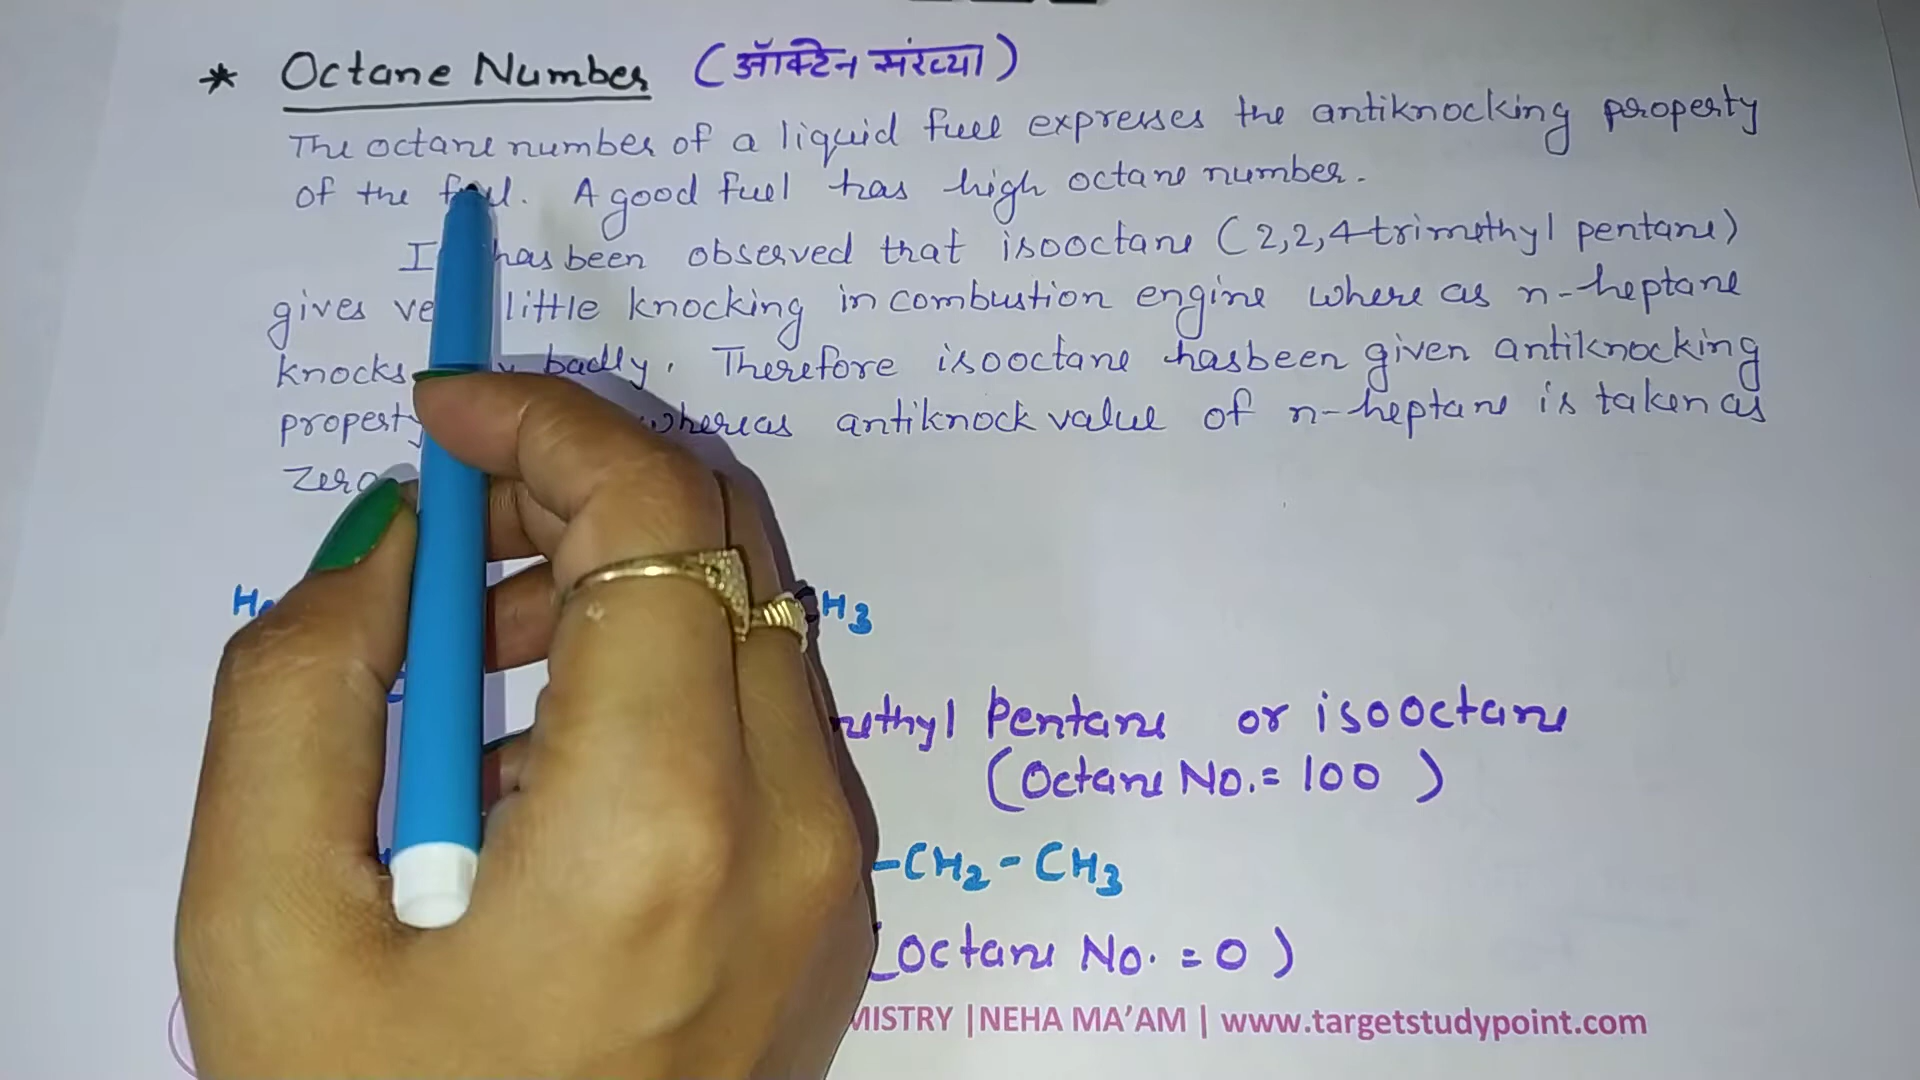 * Octane Number (ऑक्टेन संख्या)
The octane number of a liquid fuel expresses the antiknocking property
of the fuel. A good fuel has high octane number.
has been observed that isooctane (2,2,4-trimethyl pentane)
gives little knocking in combustion engine where as n-heptane
knocks badly. Therefore isooctane has been given antiknocking
property whereas antiknock value of n-heptane is taken as
zero
H3
Pentane or isooctane
(Octane No. = 100)
-CH2-CH3
(Octane No. = 0)
|NEHA MA'AM | www.targetstudypoint.com